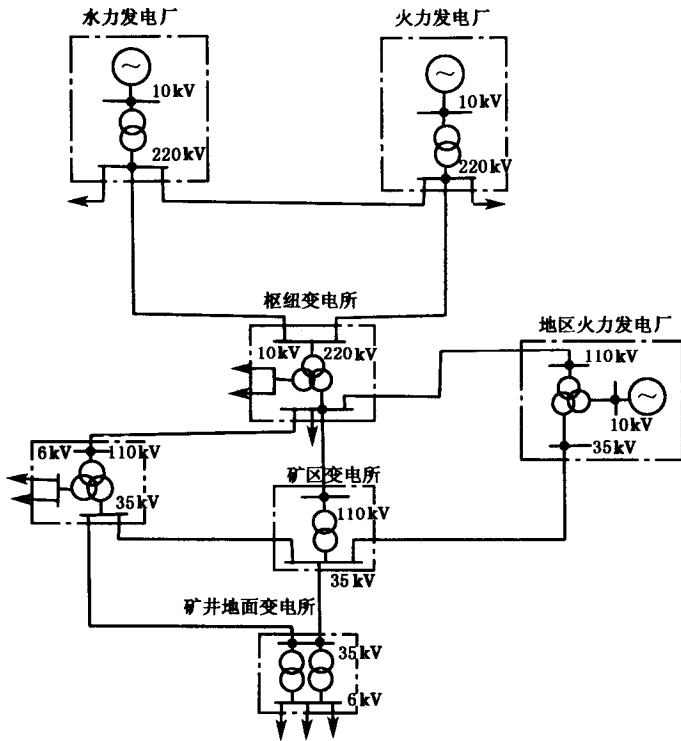 水力发电厂
火力发电厂
~
~
10kV
10kV
220kV
220kV
枢纽变电所
地区火力发电厂
10kV 220kV
110kV
~
10kV
35kV
6kV 110kV
35kV
矿区变电所
110kV
35kV
矿井地面变电所
35kV
6kV